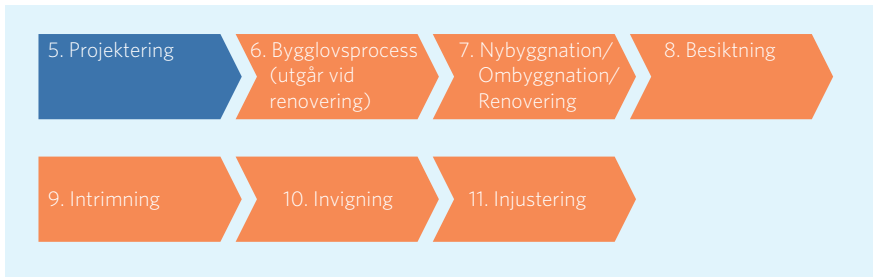 5. Projektering
6. Bygglovsprocess
(utgår vid
renovering)
7. Nybyggnation/
Ombyggnation/
Renovering
8. Besiktning
9. Intrimning
10. Invigning
11. Injustering